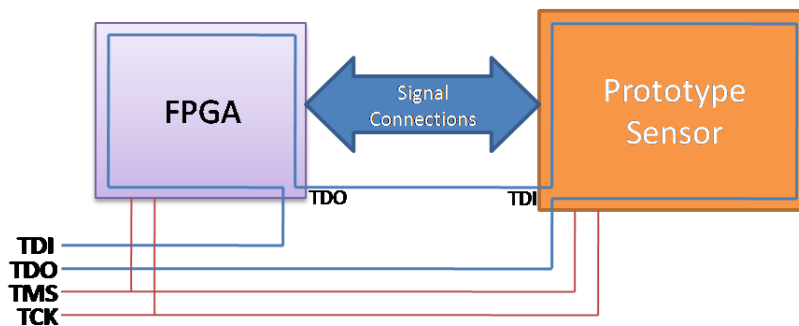 FPGA
Signal
Connections
Prototype
Sensor
TDO
TDI
TDI
TDO
TMS
TCK